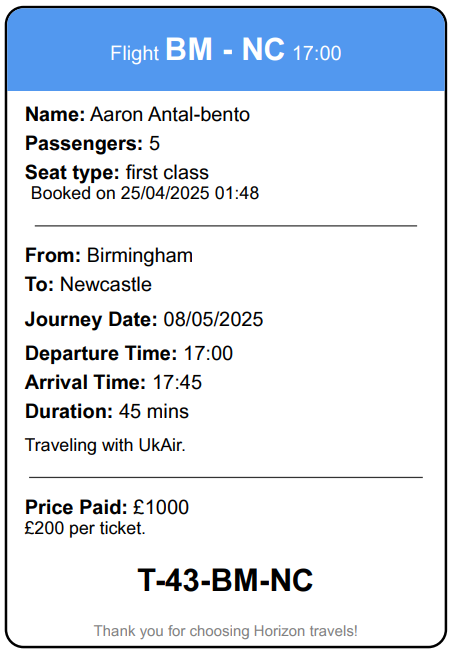 Flight BM - NC 17:00
Name: Aaron Antal-bento
Passengers: 5
Seat type: first class
Booked on 25/04/2025 01:48
From: Birmingham
To: Newcastle
Journey Date: 08/05/2025
Departure Time: 17:00
Arrival Time: 17:45
Duration: 45 mins
Traveling with UkAir.
Price Paid: £1000
£200 per ticket.
T-43-BM-NC
Thank you for choosing Horizon travels!